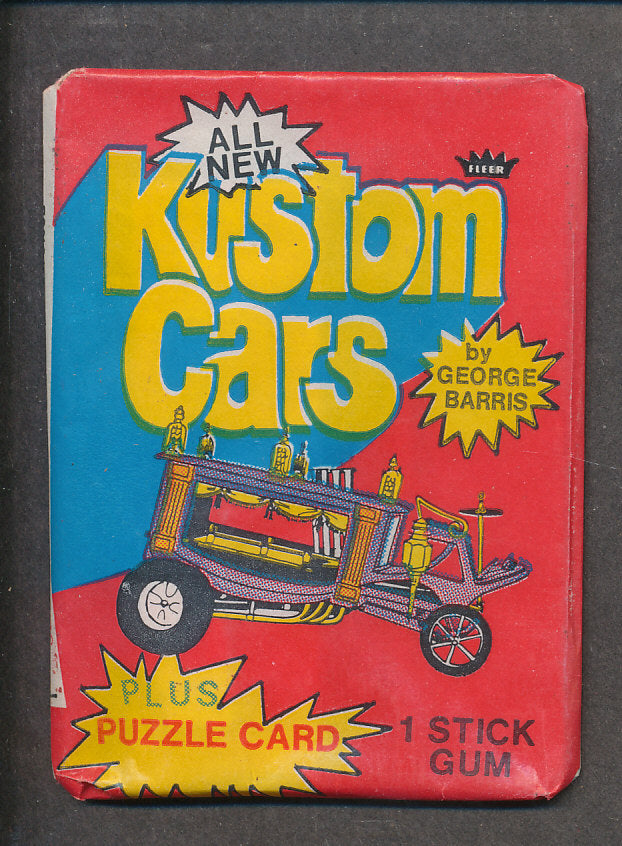 ALL
NEW
FLEER
Kustom
Cars
by
GEORGE
BARRIS
PLUS
PUZZLE CARD
1 STICK
GUM